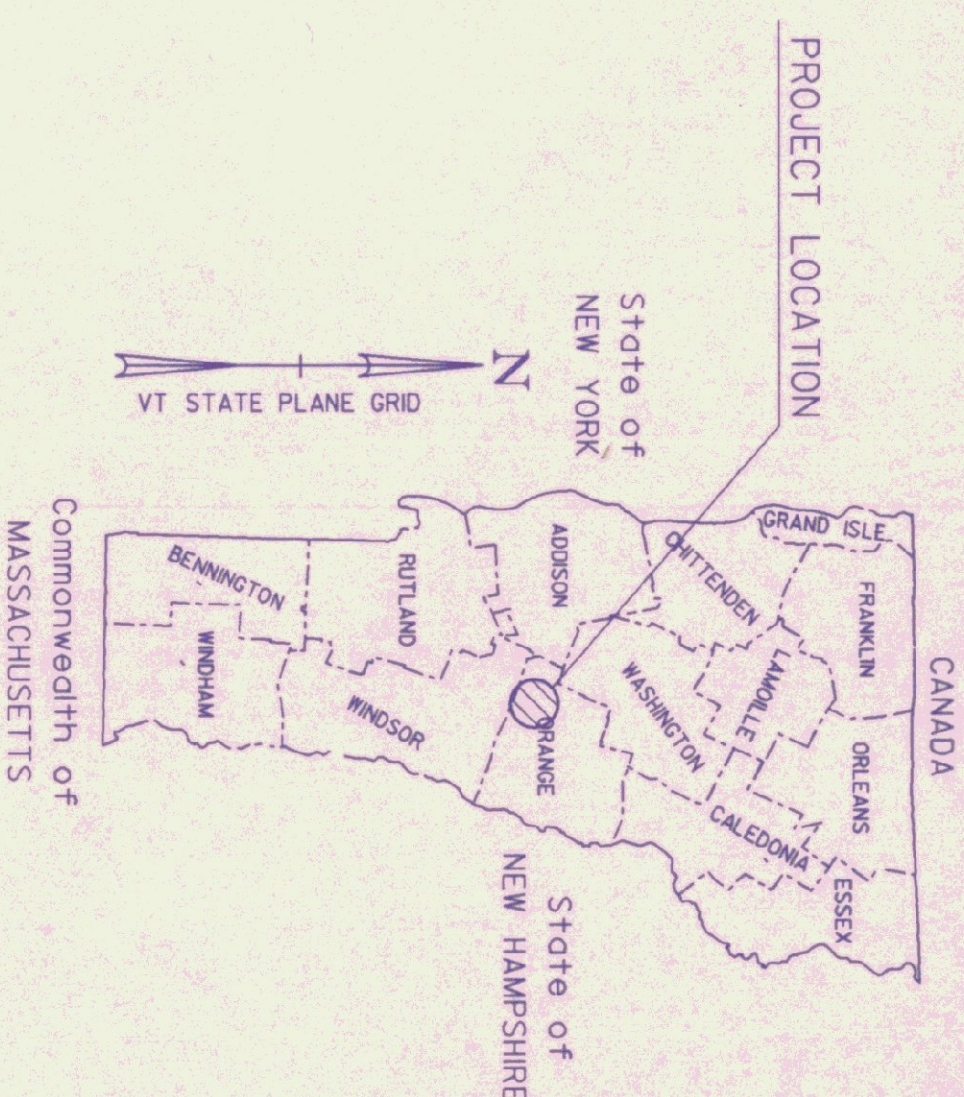 PROJECT LOCATION
CANADA
State of
NEW YORK
N
VT STATE PLANE GRID
GRAND ISLE
FRANKLIN
ORLEANS
ESSEX
CHITTENDEN
LAMOILLE
CALEDONIA
WASHINGTON
ADDISON
ORANGE
RUTLAND
WINDSOR
BENNINGTON
WINDHAM
State of
NEW HAMPSHIRE
Commonwealth of
MASSACHUSETTS